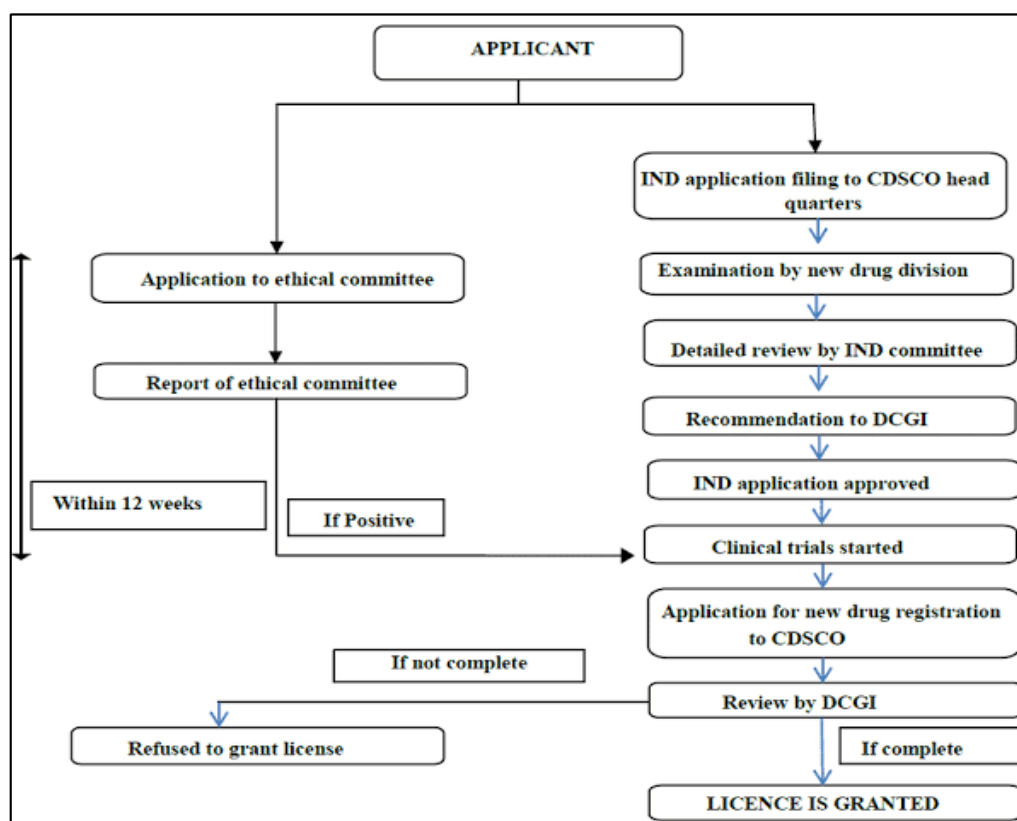 APPLICANT
IND application filing to CDSCO head
quarters
Application to ethical committee
Examination by new drug division
Detailed review by IND committee
Report of ethical committee
Recommendation to DCGI
IND application approved
Within 12 weeks
If Positive
Clinical trials started
Application for new drug registration
to CDSCO
If not complete
Review by DCGI
Refused to grant license
If complete
LICENCE IS GRANTED